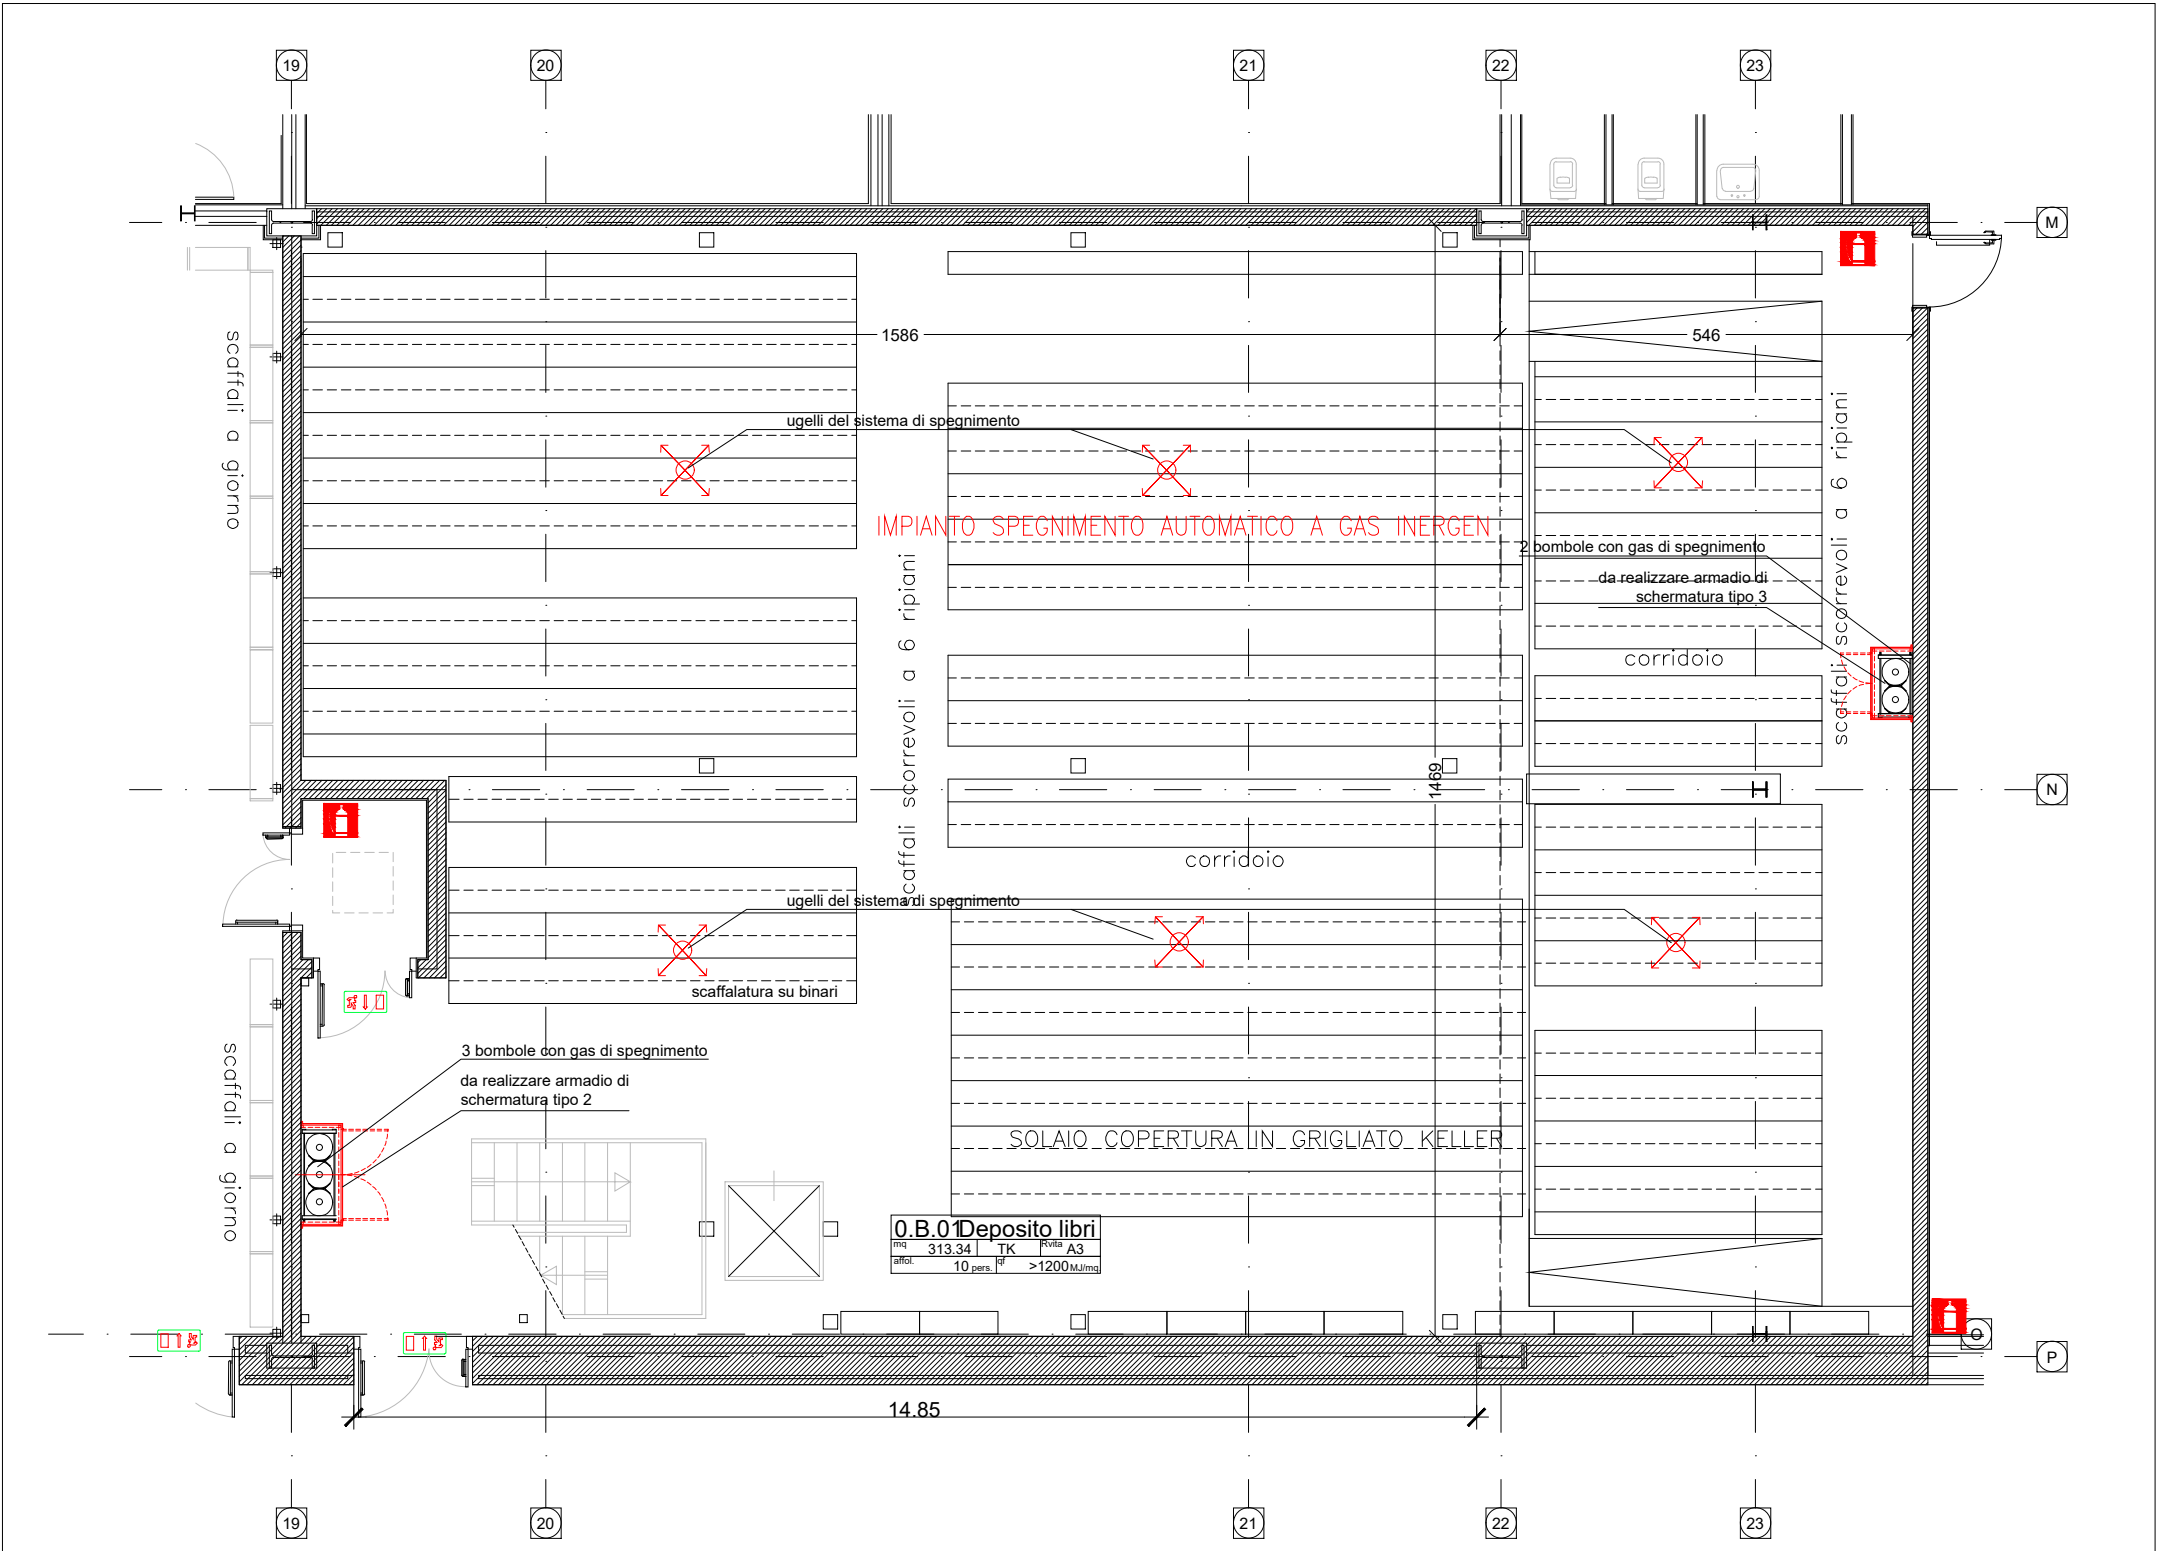 19
20
21
22
23
M
1586
546
scaffali a giorno
ugelli del sistema di spegnimento
scaffali scorrevoli a 6 ripiani
IMPIANTO SPEGNIMENTO AUTOMATICO A GAS INERGEN
2 bombole con gas di spegnimento
da realizzare armadio di
schermatura tipo 3
scaffali scorrevoli a 6 ripiani
corridoio
1469
N
corridoio
ugelli del sistema di spegnimento
scaffalatura su binari
3 bombole con gas di spegnimento
da realizzare armadio di
schermatura tipo 2
scaffali a giorno
SOLAIO COPERTURA IN GRIGLIATO KELLER
0.B.01 Deposito libri
mq 313.34 TK Rvita A3
affol. 10 pers. qf >1200 MJ/mq
O
P
14.85
19
20
21
22
23